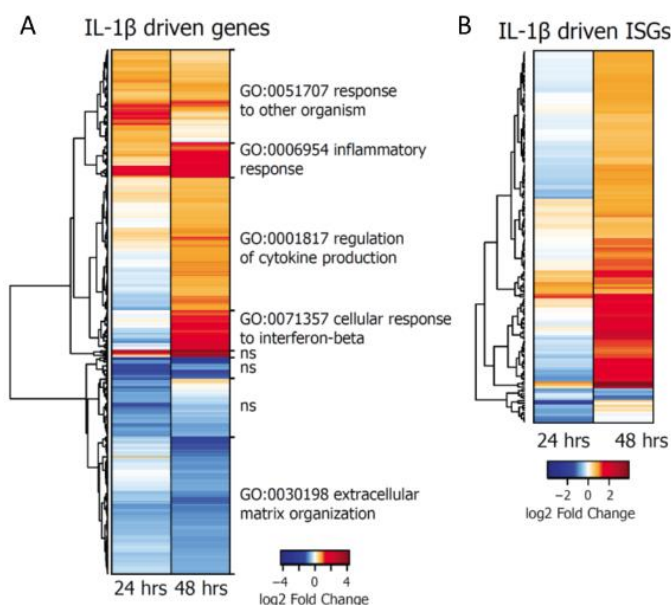 A
IL-1β driven genes
GO:0051707 response
to other organism
GO:0006954 inflammatory
response
GO:0001817 regulation
of cytokine production
GO:0071357 cellular response
to interferon-beta
ns
ns
ns
GO:0030198 extracellular
matrix organization
24 hrs 48 hrs
-4 0 2 4
log2 Fold Change
B
IL-1β driven ISGs
24 hrs 48 hrs
-2 0 2
log2 Fold Change